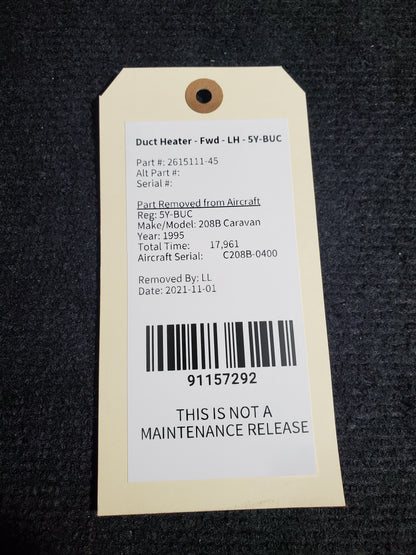 Duct Heater - Fwd - LH - 5Y-BUC
Part #: 2615111-45
Alt Part #:
Serial #:
Part Removed from Aircraft
Reg: 5Y-BUC
Make/Model: 208B Caravan
Year: 1995
Total Time: 17,961
Aircraft Serial: C208B-0400
Removed By: LL
Date: 2021-11-01
91157292
THIS IS NOT A
MAINTENANCE RELEASE